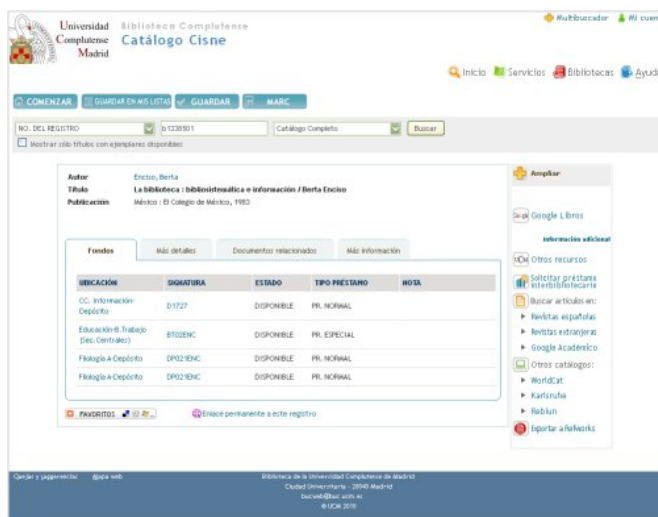 Universidad
Complutense
Madrid
Biblioteca Complutense
Catálogo Cisne
Multibuscador Mi cuen
Inicio Servicios Bibliotecas Ayud
COMENZAR GUARDAR EN MIS LISTAS GUARDAR MARC
NO. DEL REGISTRO b1338501 Catálogo Completo Buscar
Mostrar sólo títulos con ejemplares disponibles
Autor Enciso, Berta
Título La biblioteca : bibliosistemática e información / Berta Enciso
Publicación México : El Colegio de México, 1983
Fondos Más detalles Documentos relacionados Más información
UBICACIÓN SIGNATURA ESTADO TIPO PRÉSTAMO NOTA
CC. Información-
Depósito D1727 DISPONIBLE PR. NORMAL
Educación-B.Trabajo
(Sec. Centrales) BT02ENC DISPONIBLE PR. ESPECIAL
Filología A-Depósito DP021ENC DISPONIBLE PR. NORMAL
Filología A-Depósito DP021ENC DISPONIBLE PR. NORMAL
FAVORITOS Enlace permanente a este registro
Ampliar
Google Libros
Información adicional
Otros recursos
Solicitar préstamo
interbibliotecario
Buscar artículos en:
Revistas españolas
Revistas extranjeras
Google Académico
Otros catálogos:
WorldCat
Karlsruhe
Rebiun
Exportar a Refworks
Quejas y sugerencias Mapa web
Biblioteca de la Universidad Complutense de Madrid
Ciudad Universitaria - 28040 Madrid
© UCM 2010